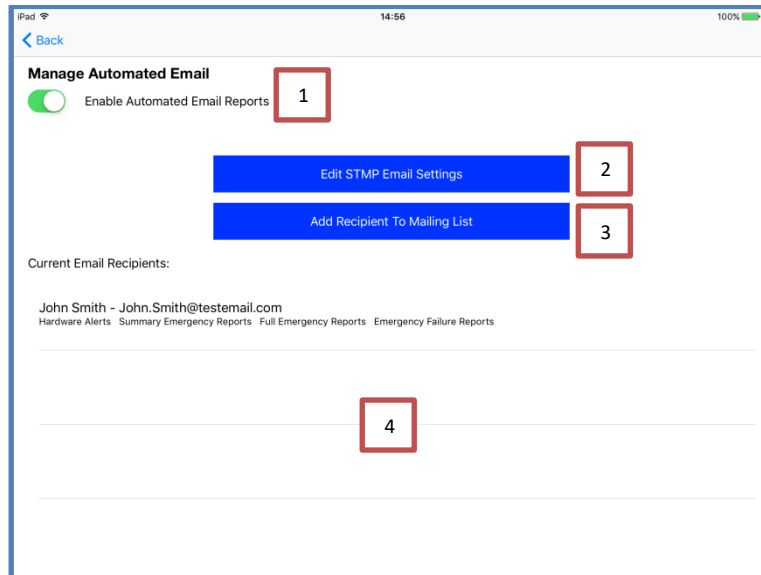 iPad 14:56 100%
Back
Manage Automated Email
Enable Automated Email Reports 1
Edit STMP Email Settings 2
Add Recipient To Mailing List 3
Current Email Recipients:
John Smith - John.Smith@testemail.com
Hardware Alerts Summary Emergency Reports Full Emergency Reports Emergency Failure Reports
4